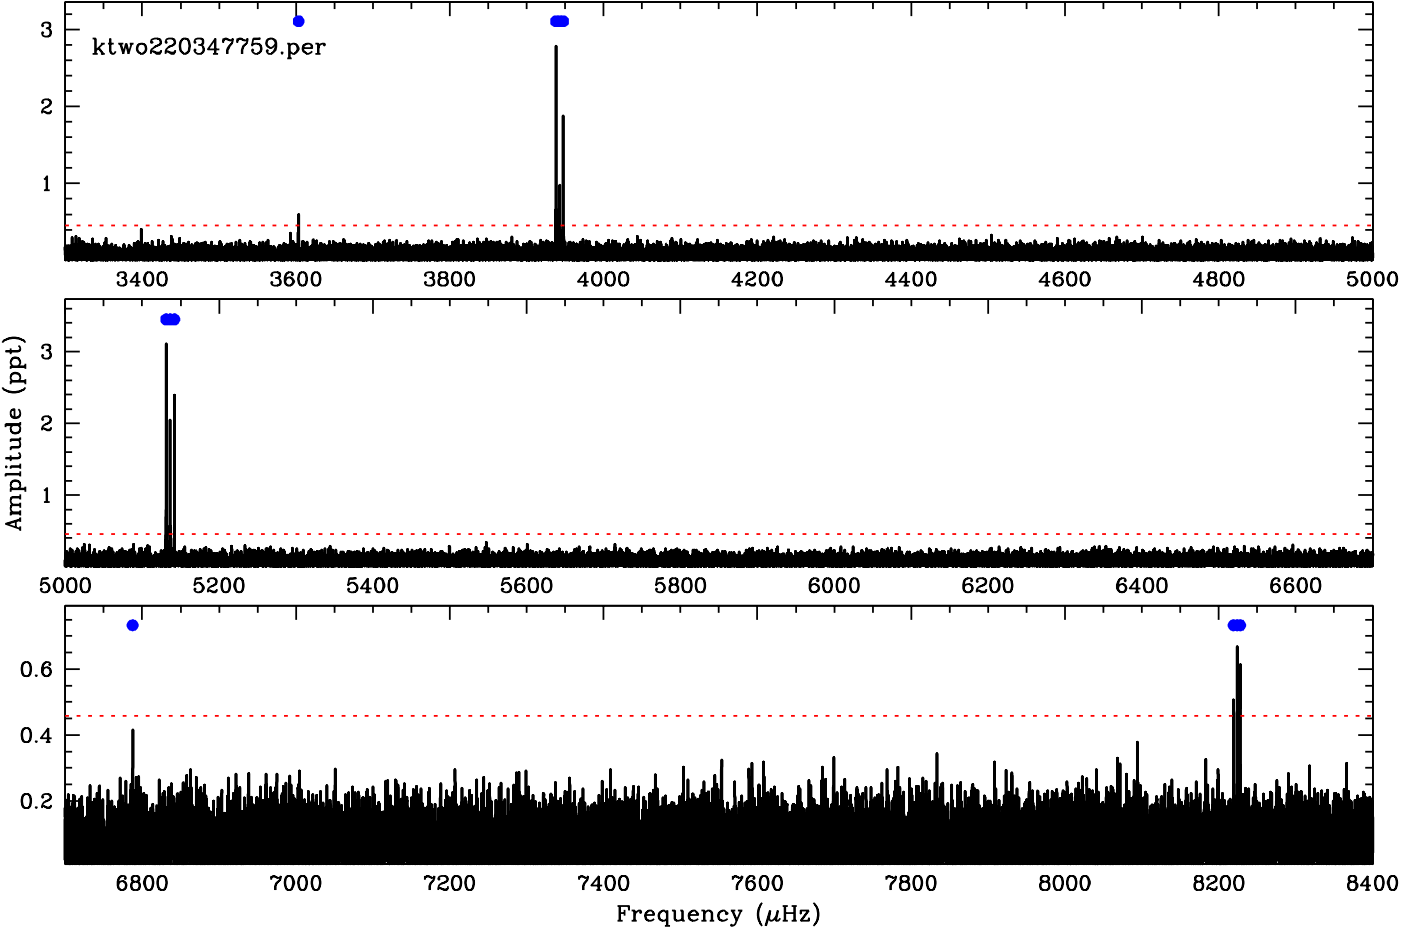 3
ktwo220347759.per
2
1
3400 3600 3800 4000 4200 4400 4600 4800 5000
3
2
1
Amplitude (ppt)
5000 5200 5400 5600 5800 6000 6200 6400 6600
0.6
0.4
0.2
6800 7000 7200 7400 7600 7800 8000 8200 8400
Frequency (μHz)